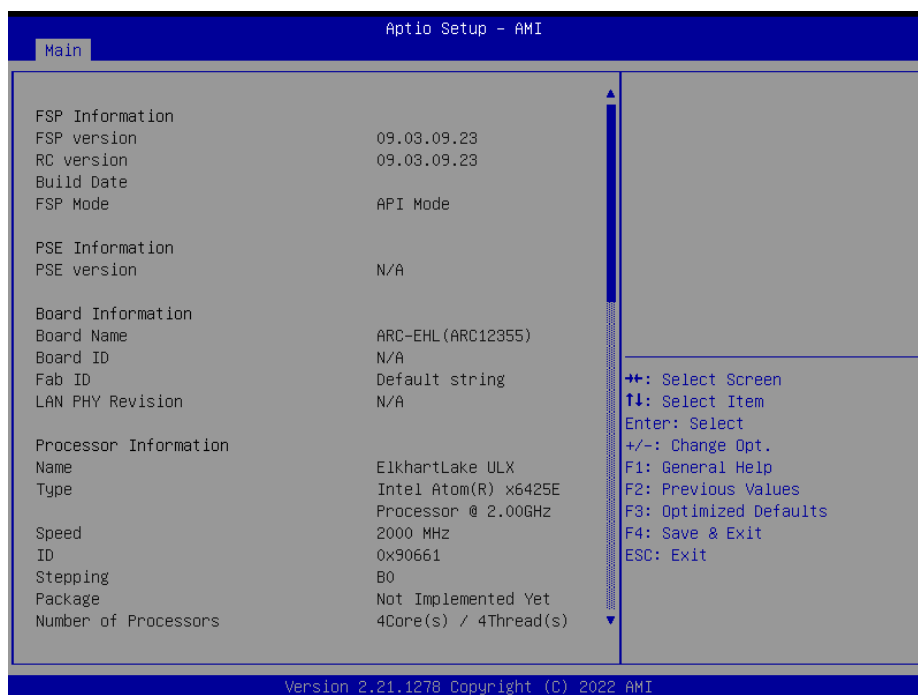 Aptio Setup – AMI
Main
FSP Information
FSP version 09.03.09.23
RC version 09.03.09.23
Build Date
FSP Mode API Mode
PSE Information
PSE version N/A
Board Information
Board Name ARC-EHL(ARC12355)
Board ID N/A
Fab ID Default string
LAN PHY Revision N/A
Processor Information
Name ElkhartLake ULX
Type Intel Atom(R) x6425E
Processor @ 2.00GHz
Speed 2000 MHz
ID 0x90661
Stepping B0
Package Not Implemented Yet
Number of Processors 4Core(s) / 4Thread(s)
→←: Select Screen
↑↓: Select Item
Enter: Select
+/-: Change Opt.
F1: General Help
F2: Previous Values
F3: Optimized Defaults
F4: Save & Exit
ESC: Exit
Version 2.21.1278 Copyright (C) 2022 AMI